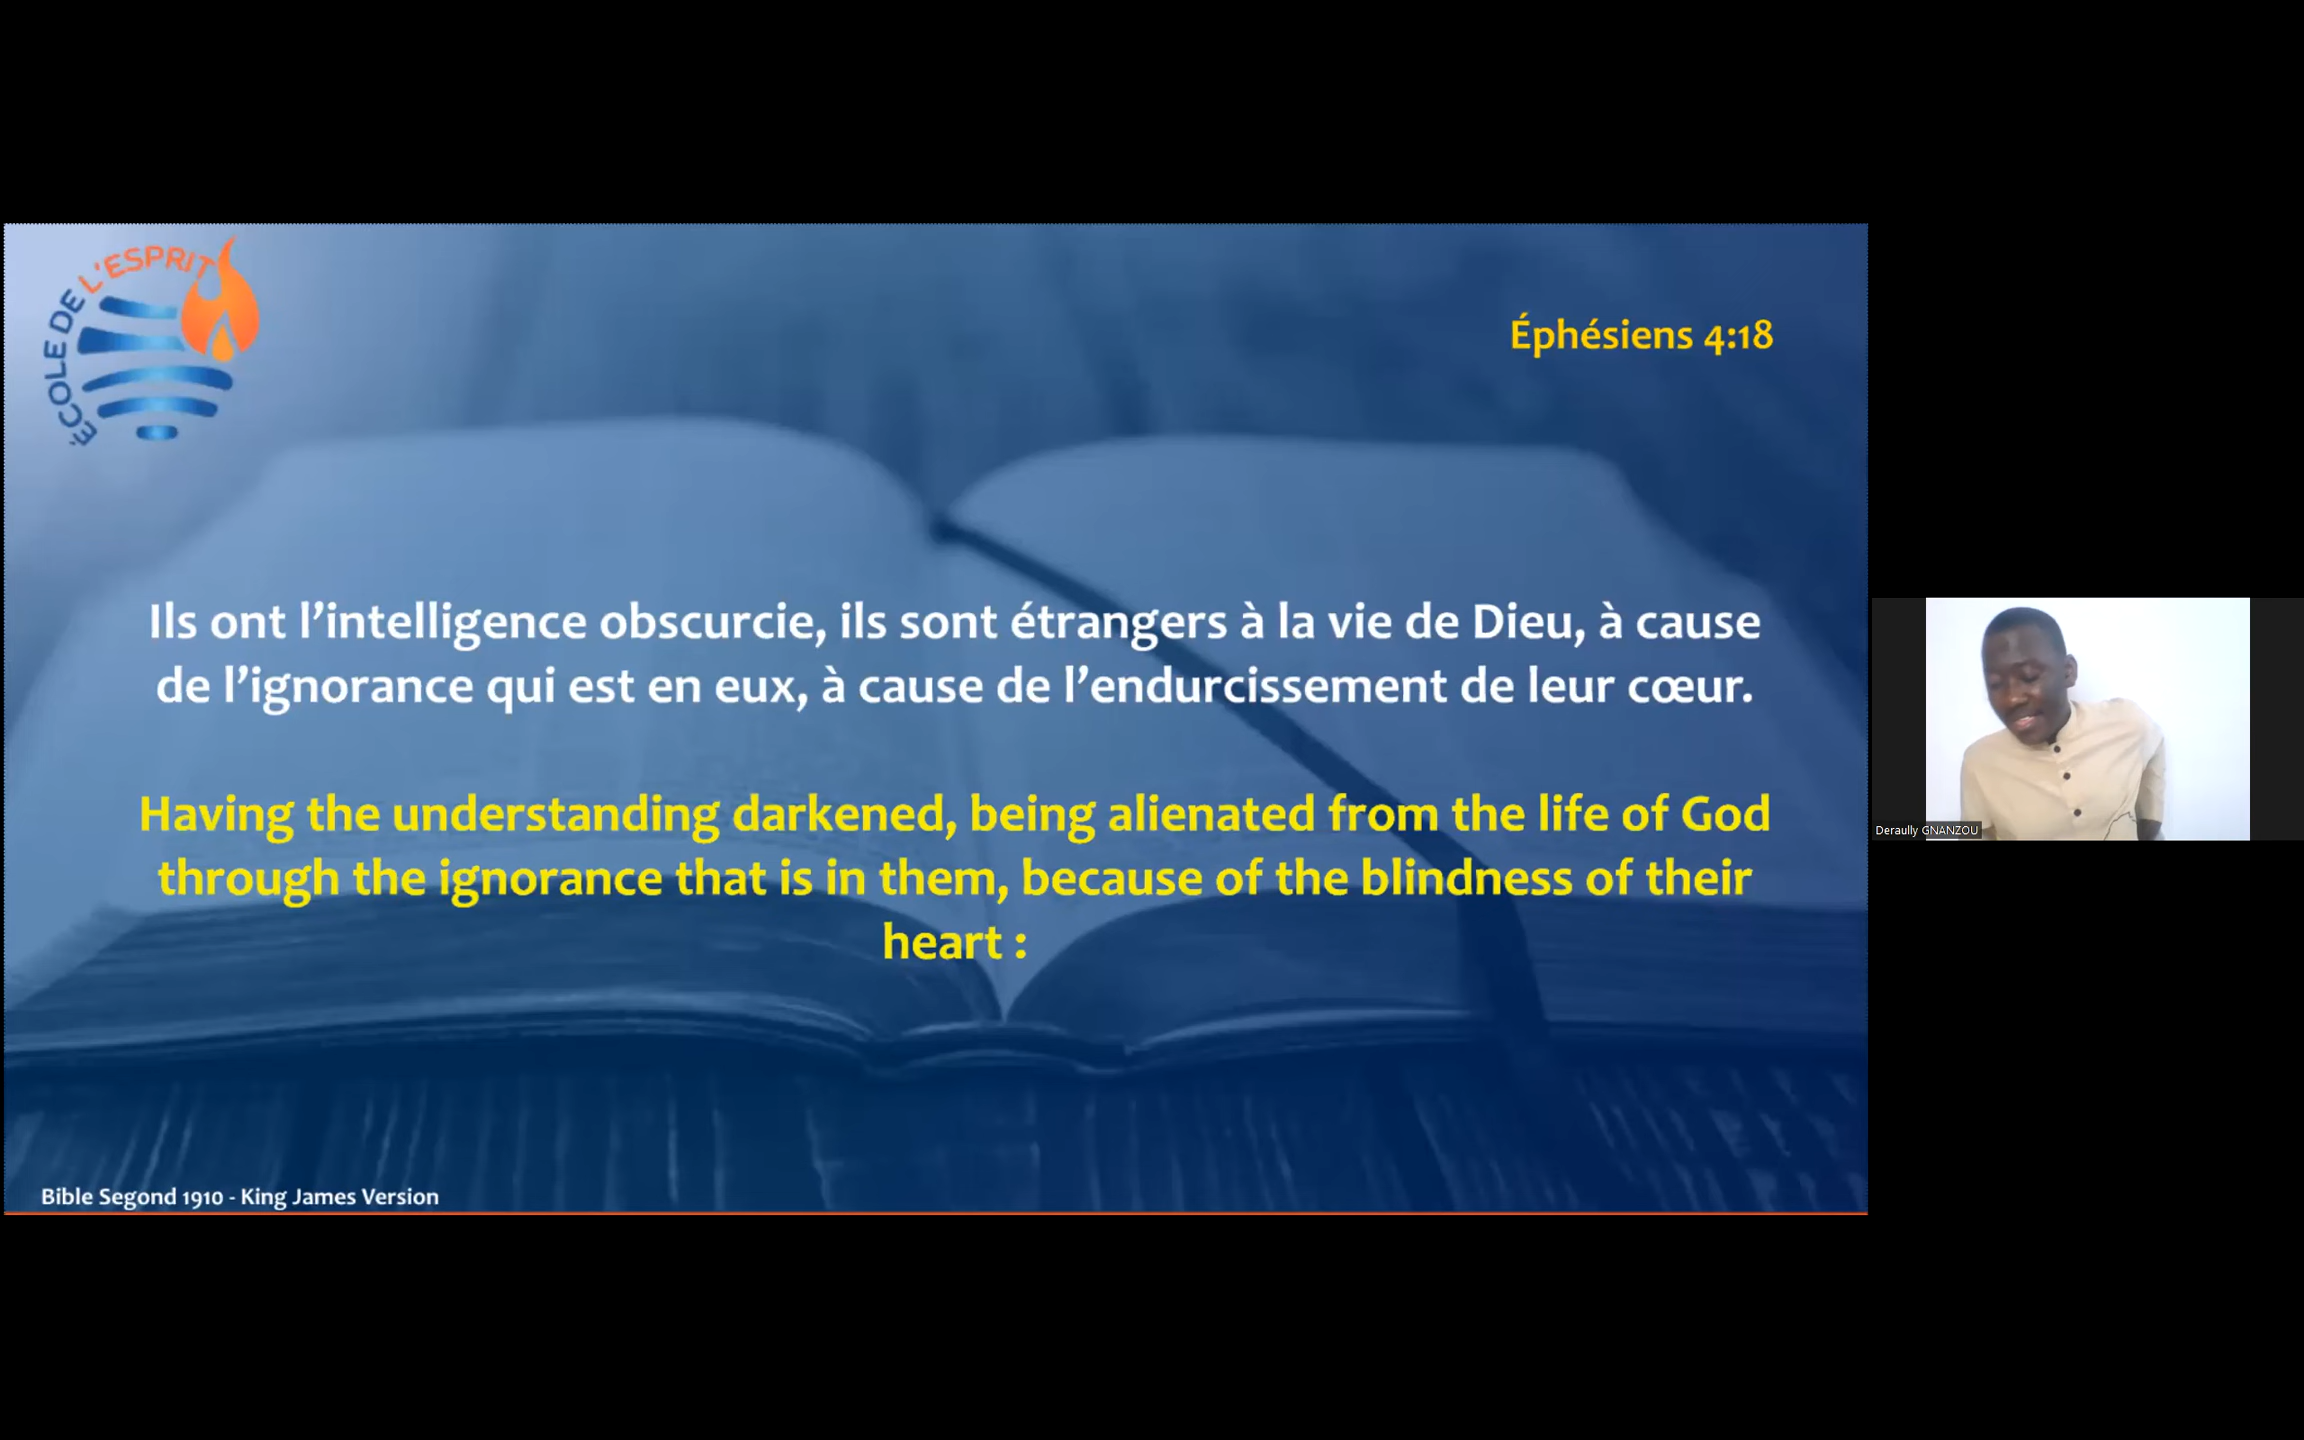 ÉCOLE DE L'ESPRIT
Éphésiens 4:18
Ils ont l’intelligence obscurcie, ils sont étrangers à la vie de Dieu, à cause
de l’ignorance qui est en eux, à cause de l’endurcissement de leur cœur.
Having the understanding darkened, being alienated from the life of God
through the ignorance that is in them, because of the blindness of their
heart :
Deraully GNANZOU
Bible Segond 1910 - King James Version